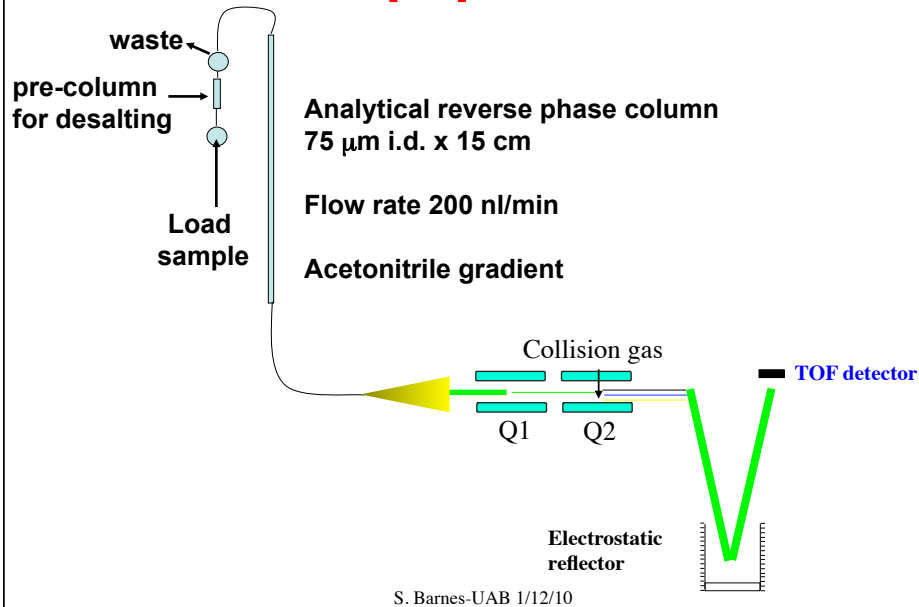 waste
pre-column
for desalting
Load
sample
Analytical reverse phase column
75 μm i.d. x 15 cm
Flow rate 200 nl/min
Acetonitrile gradient
Collision gas
TOF detector
Q1
Q2
Electrostatic
reflector
S. Barnes-UAB 1/12/10